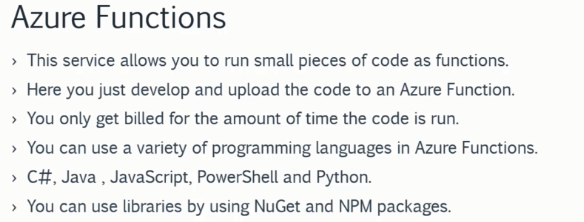 Azure Functions
› This service allows you to run small pieces of code as functions.
› Here you just develop and upload the code to an Azure Function.
› You only get billed for the amount of time the code is run.
› You can use a variety of programming languages in Azure Functions.
› C#, Java , JavaScript, PowerShell and Python.
› You can use libraries by using NuGet and NPM packages.